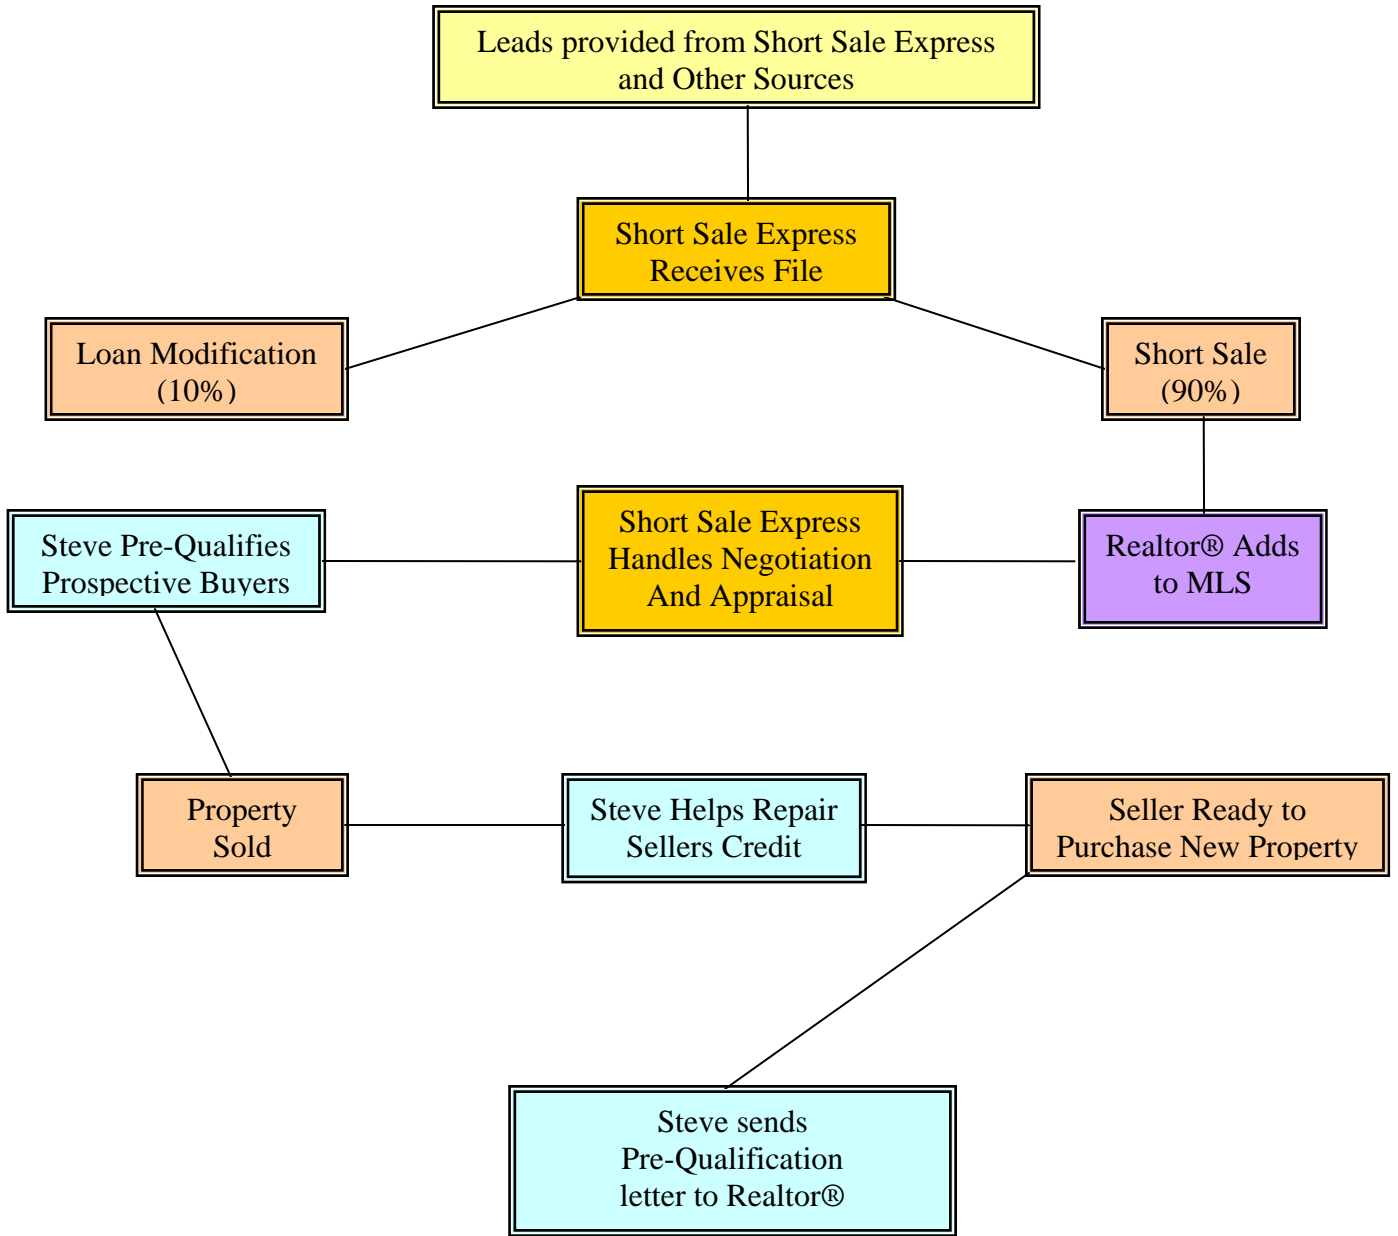 Leads provided from Short Sale Express
and Other Sources
Short Sale Express
Receives File
Loan Modification
(10%)
Short Sale
(90%)
Steve Pre-Qualifies
Prospective Buyers
Short Sale Express
Handles Negotiation
And Appraisal
Realtor® Adds
to MLS
Property
Sold
Steve Helps Repair
Sellers Credit
Seller Ready to
Purchase New Property
Steve sends
Pre-Qualification
letter to Realtor®